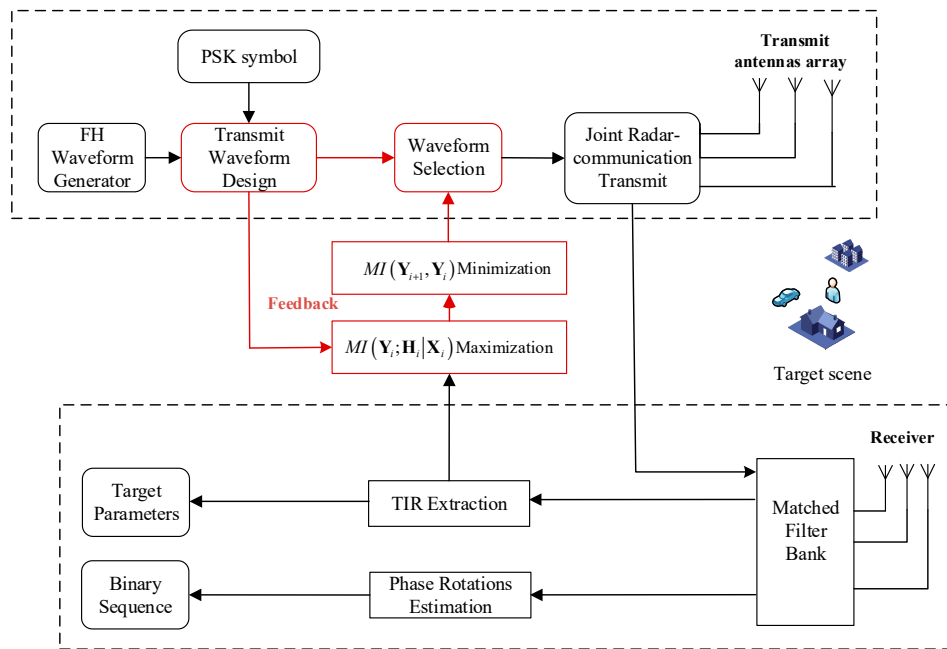 PSK symbol
Transmit
antennas array
FH
Waveform
Generator
Transmit
Waveform
Design
Waveform
Selection
Joint Radar-
communication
Transmit
MI(Y_{i+1}, Y_i) Minimization
Feedback
MI(Y_i; H_i|X_i) Maximization
Target scene
Receiver
Target
Parameters
TIR Extraction
Matched
Filter
Bank
Binary
Sequence
Phase Rotations
Estimation